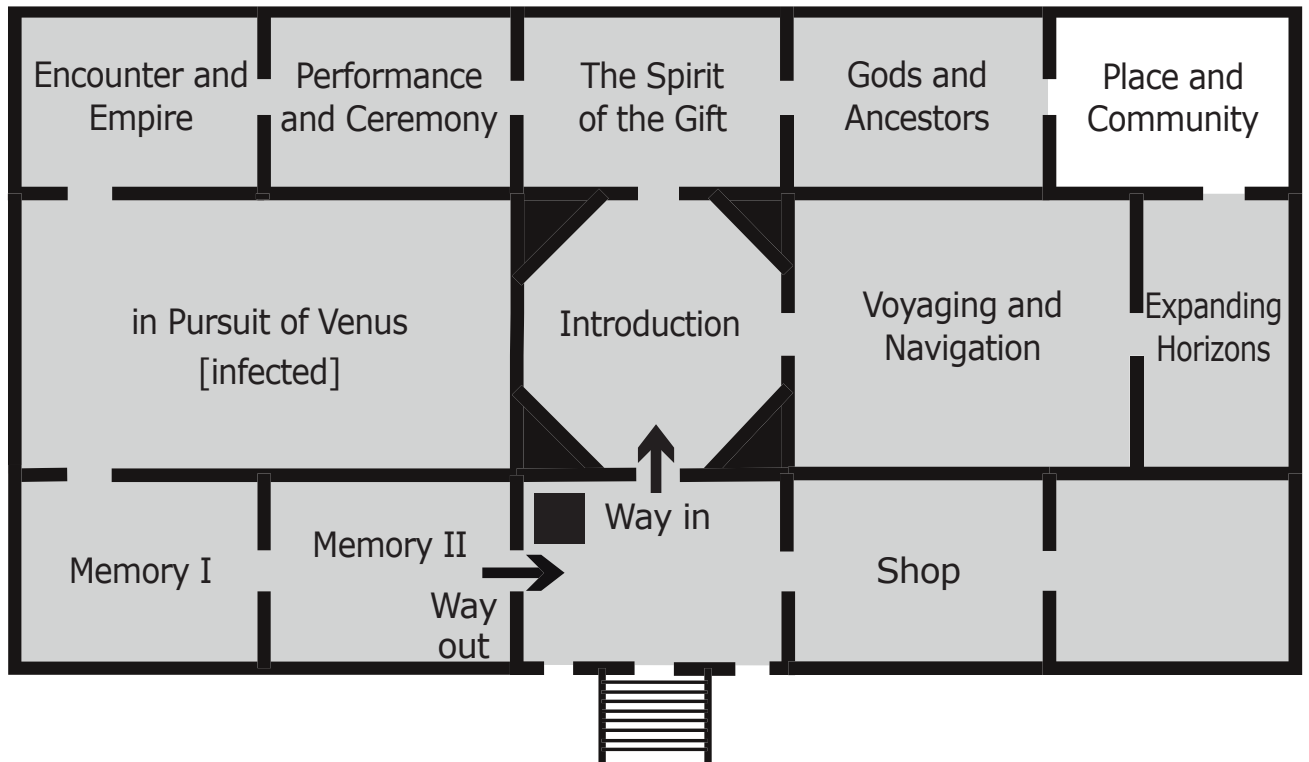 Encounter and
Empire
Performance
and Ceremony
The Spirit
of the Gift
Gods and
Ancestors
Place and
Community
in Pursuit of Venus
[infected]
Introduction
Voyaging and
Navigation
Expanding
Horizons
Memory I
Memory II
Way
out
Way in
Shop